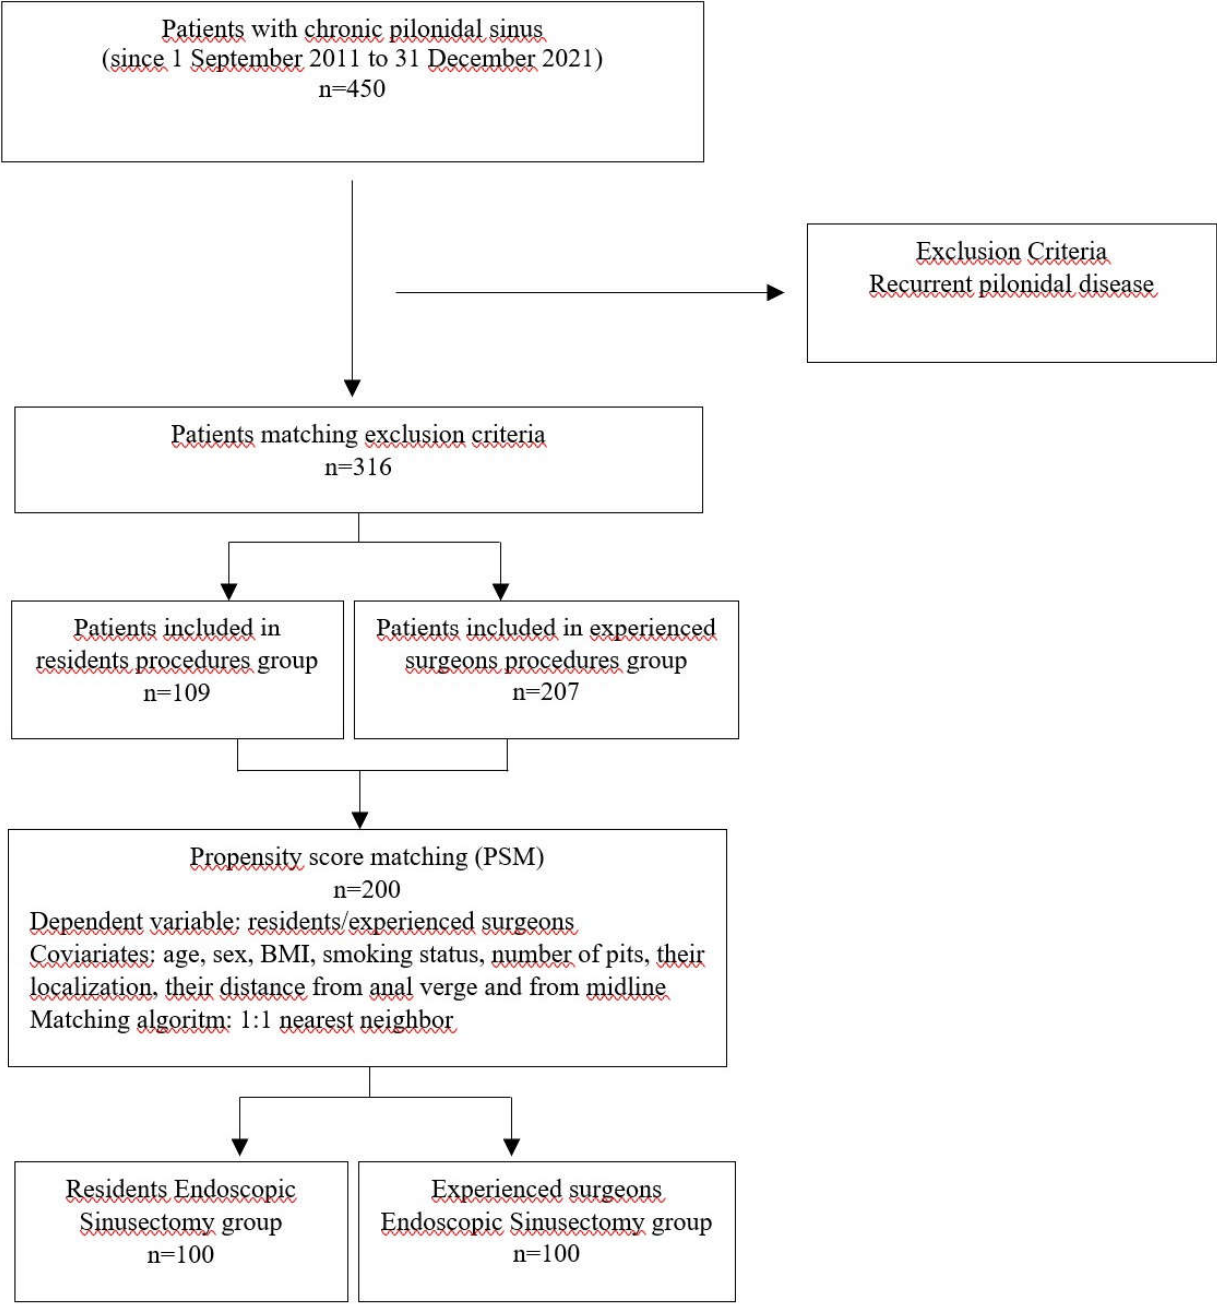 Patients with chronic pilonidal sinus
(since 1 September 2011 to 31 December 2021)
n=450
Exclusion Criteria
Recurrent pilonidal disease
Patients matching exclusion criteria
n=316
Patients included in
residents procedures group
n=109
Patients included in experienced
surgeons procedures group
n=207
Propensity score matching (PSM)
n=200
Dependent variable: residents/experienced surgeons
Coviariates: age, sex, BMI, smoking status, number of pits, their
localization, their distance from anal verge and from midline
Matching algoritm: 1:1 nearest neighbor
Residents Endoscopic
Sinusectomy group
n=100
Experienced surgeons
Endoscopic Sinusectomy group
n=100